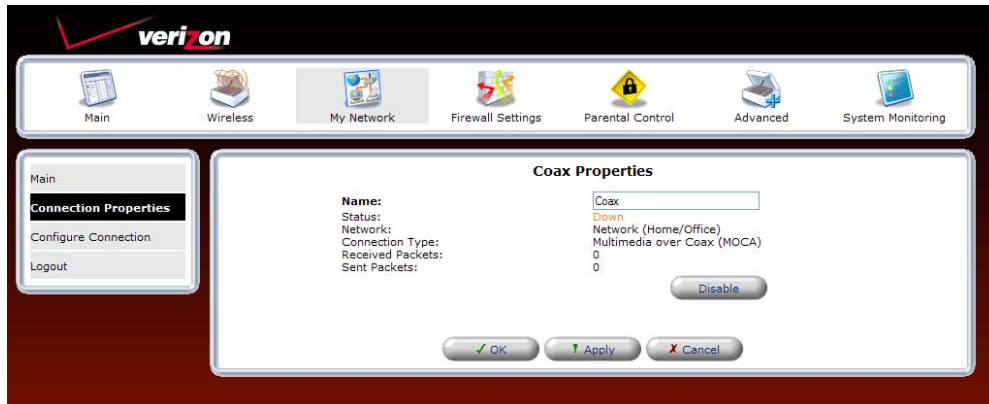 verizon
Main Wireless My Network Firewall Settings Parental Control Advanced System Monitoring
Main
Connection Properties
Configure Connection
Logout
Coax Properties
Name: Coax
Status: Down
Network: Network (Home/Office)
Connection Type: Multimedia over Coax (MOCA)
Received Packets: 0
Sent Packets: 0
Disable
OK Apply Cancel